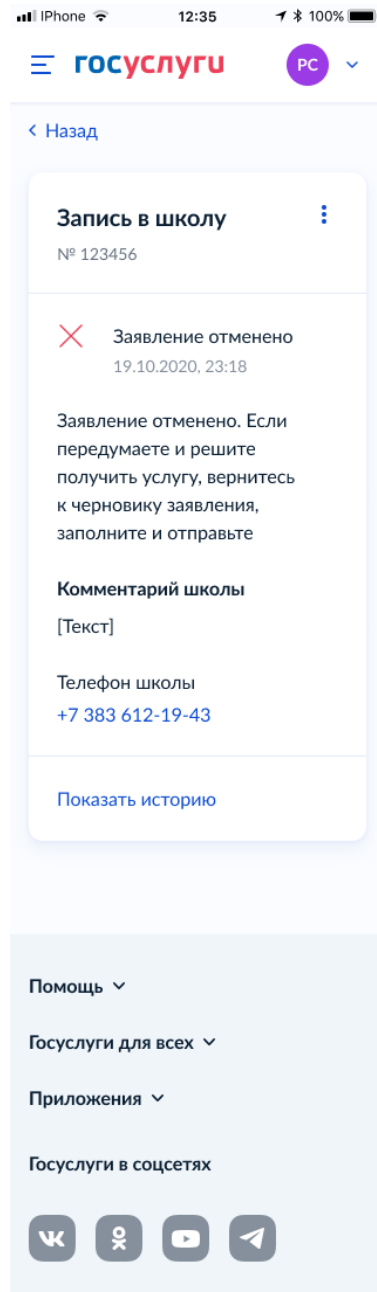 IPhone 12:35 100%
госуслуги РС
Назад
Запись в школу
№ 123456
Заявление отменено
19.10.2020, 23:18
Заявление отменено. Если
передумаете и решите
получить услугу, вернитесь
к черновику заявления,
заполните и отправьте
Комментарий школы
[Текст]
Телефон школы
+7 383 612-19-43
Показать историю
Помощь
Госуслуги для всех
Приложения
Госуслуги в соцсетях